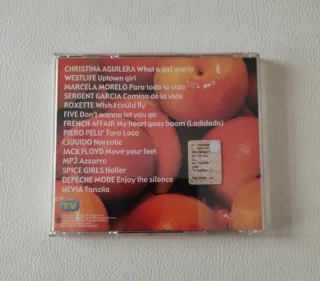 CHRISTINA AGUILERA What a girl wants
WESTLIFE Uptown girl
MARCELA MORELO Para toda la vida
SERGENT GARCIA Camino de la vida
ROXETTE Wish I could fly
FIVE Don't wanna let you go
FRENCH AFFAIR My heart goes boom (Ladidada)
PIERO PELU' Toro Loco
LIQUIDO Narcotic
JACK FLOYD Move your feet
MP2 Azzurro
SPICE GIRLS Holler
DEPECHE MODE Enjoy the silence
HEVIA Tanzila
TV